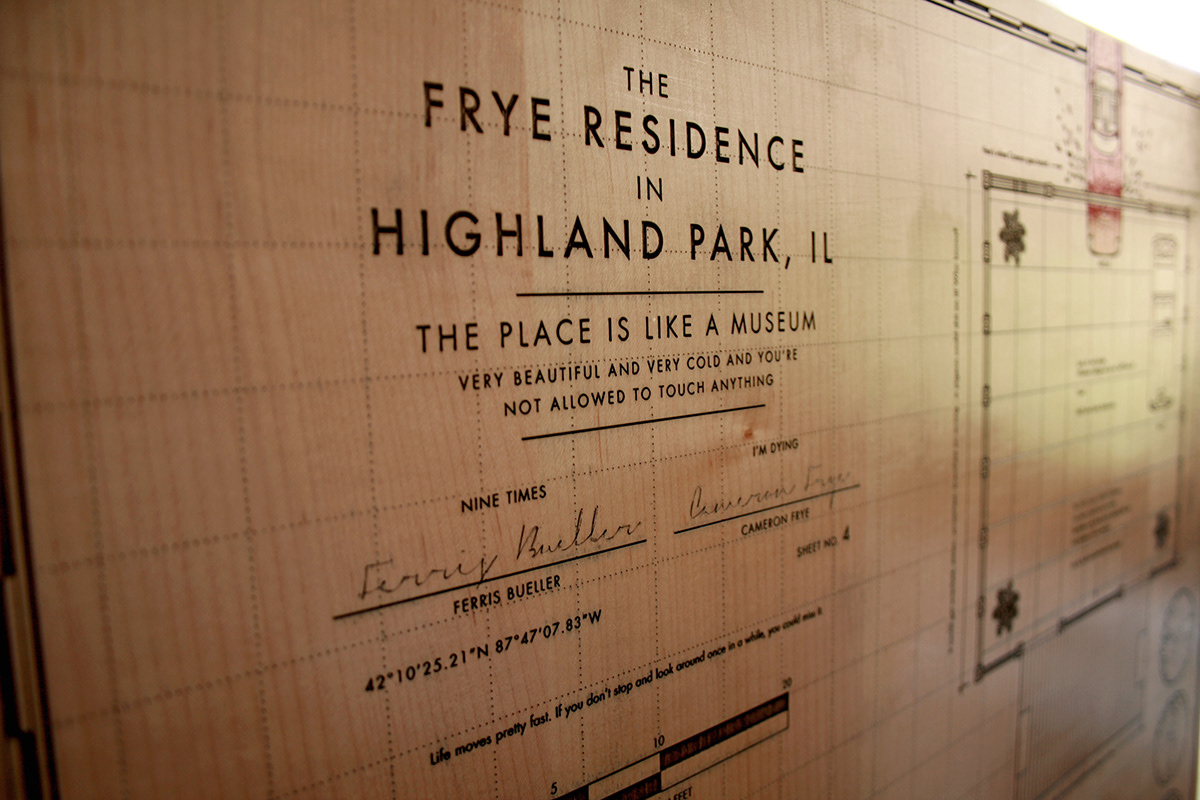 THE
FRYE RESIDENCE
IN
HIGHLAND PARK, IL
THE PLACE IS LIKE A MUSEUM
VERY BEAUTIFUL AND VERY COLD AND YOU'RE
NOT ALLOWED TO TOUCH ANYTHING
NINE TIMES
Ferris Bueller
FERRIS BUELLER
I'M DYING
Cameron Frye
CAMERON FRYE
SHEET NO. 4
42°10'25.21"N 87°47'07.83"W
Life moves pretty fast. If you don't stop and look around once in a while, you could miss it
5 10 20
FEET